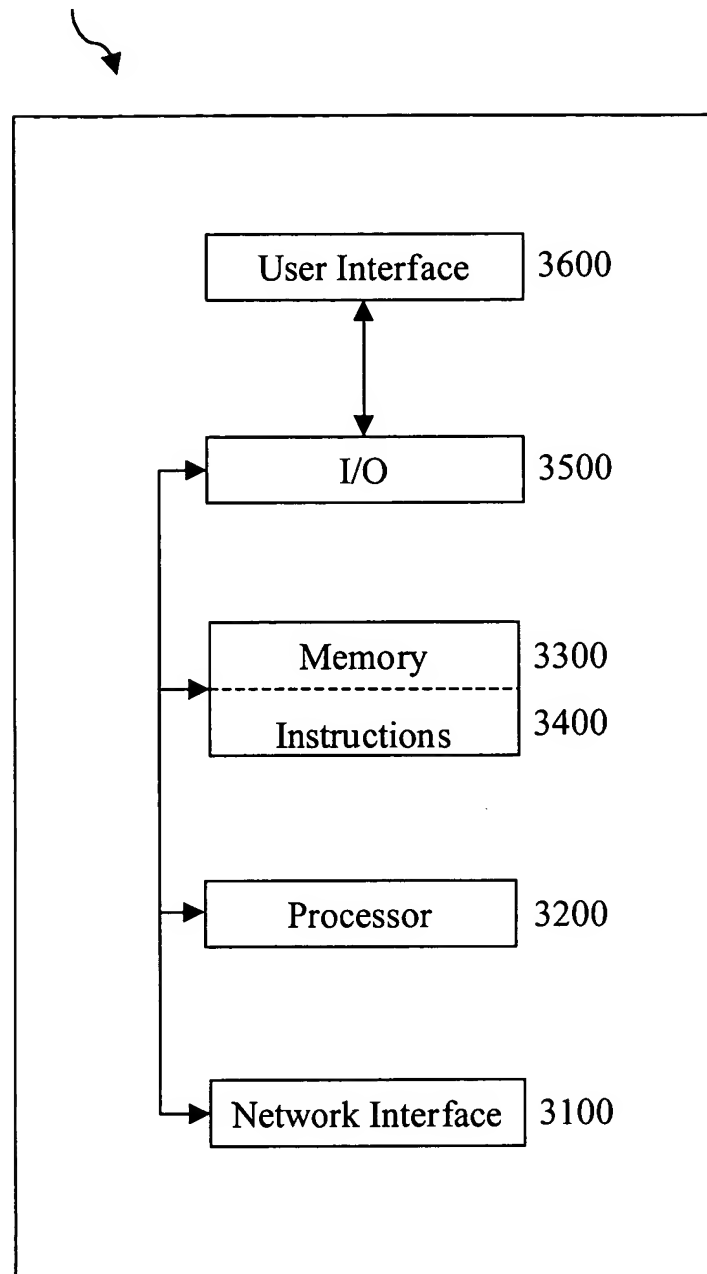 User Interface 3600
I/O 3500
Memory 3300
Instructions 3400
Processor 3200
Network Interface 3100